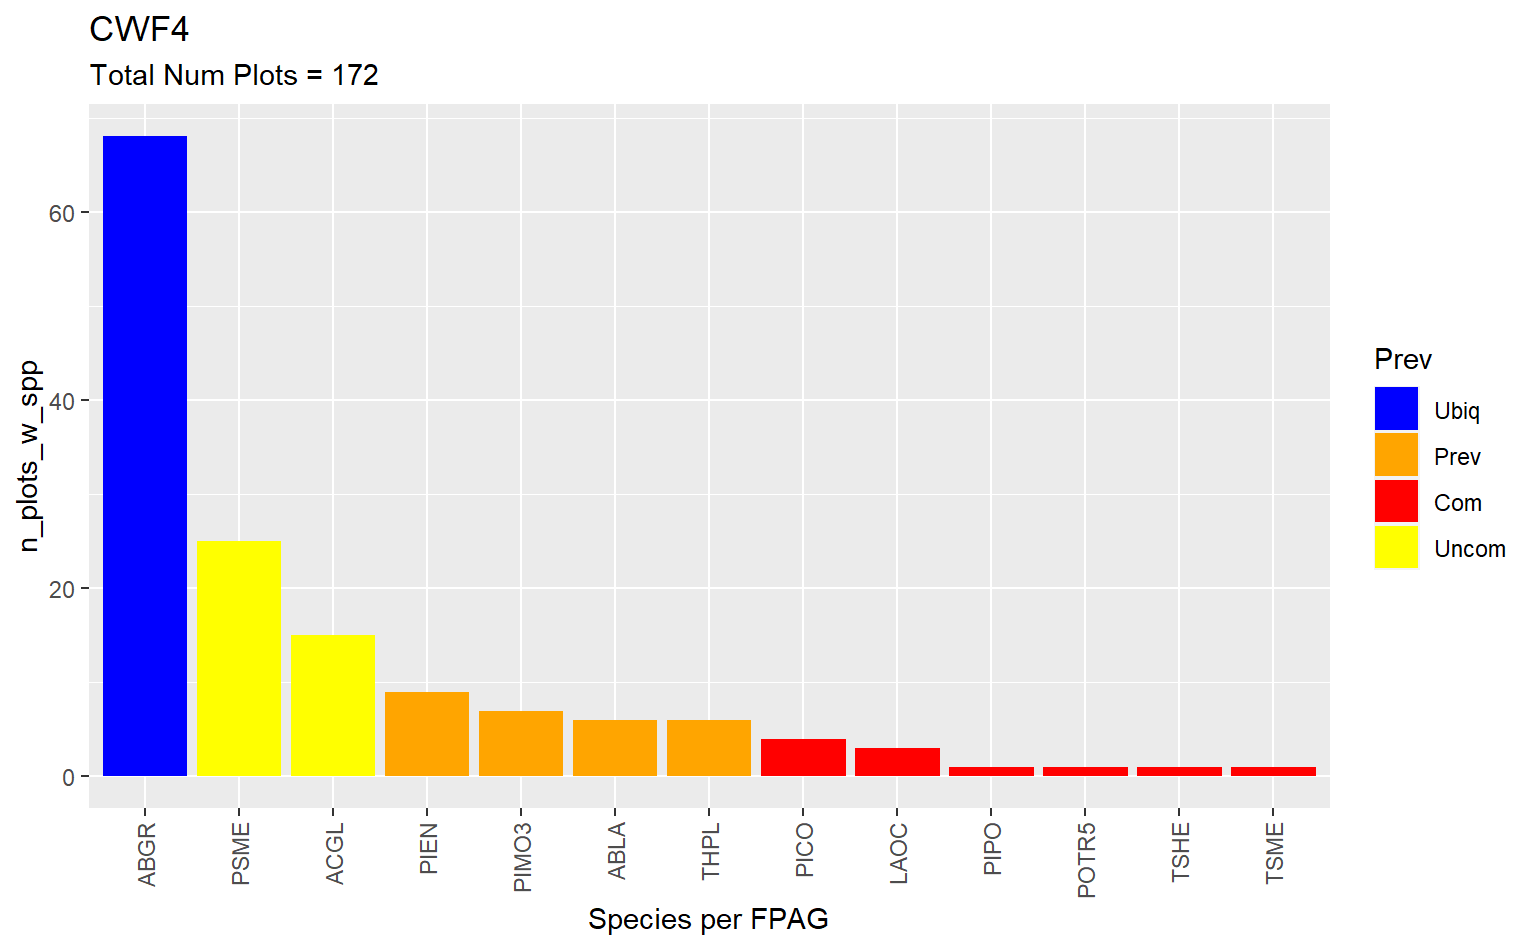 CWF4
Total Num Plots = 172
n_plots_w_spp
60
40
20
0
ABGR
PSME
ACGL
PIEN
PIMO3
ABLA
THPL
PICO
LAOC
PIPO
POTR5
TSHE
TSME
Species per FPAG
Prev
Ubiq
Prev
Com
Uncom